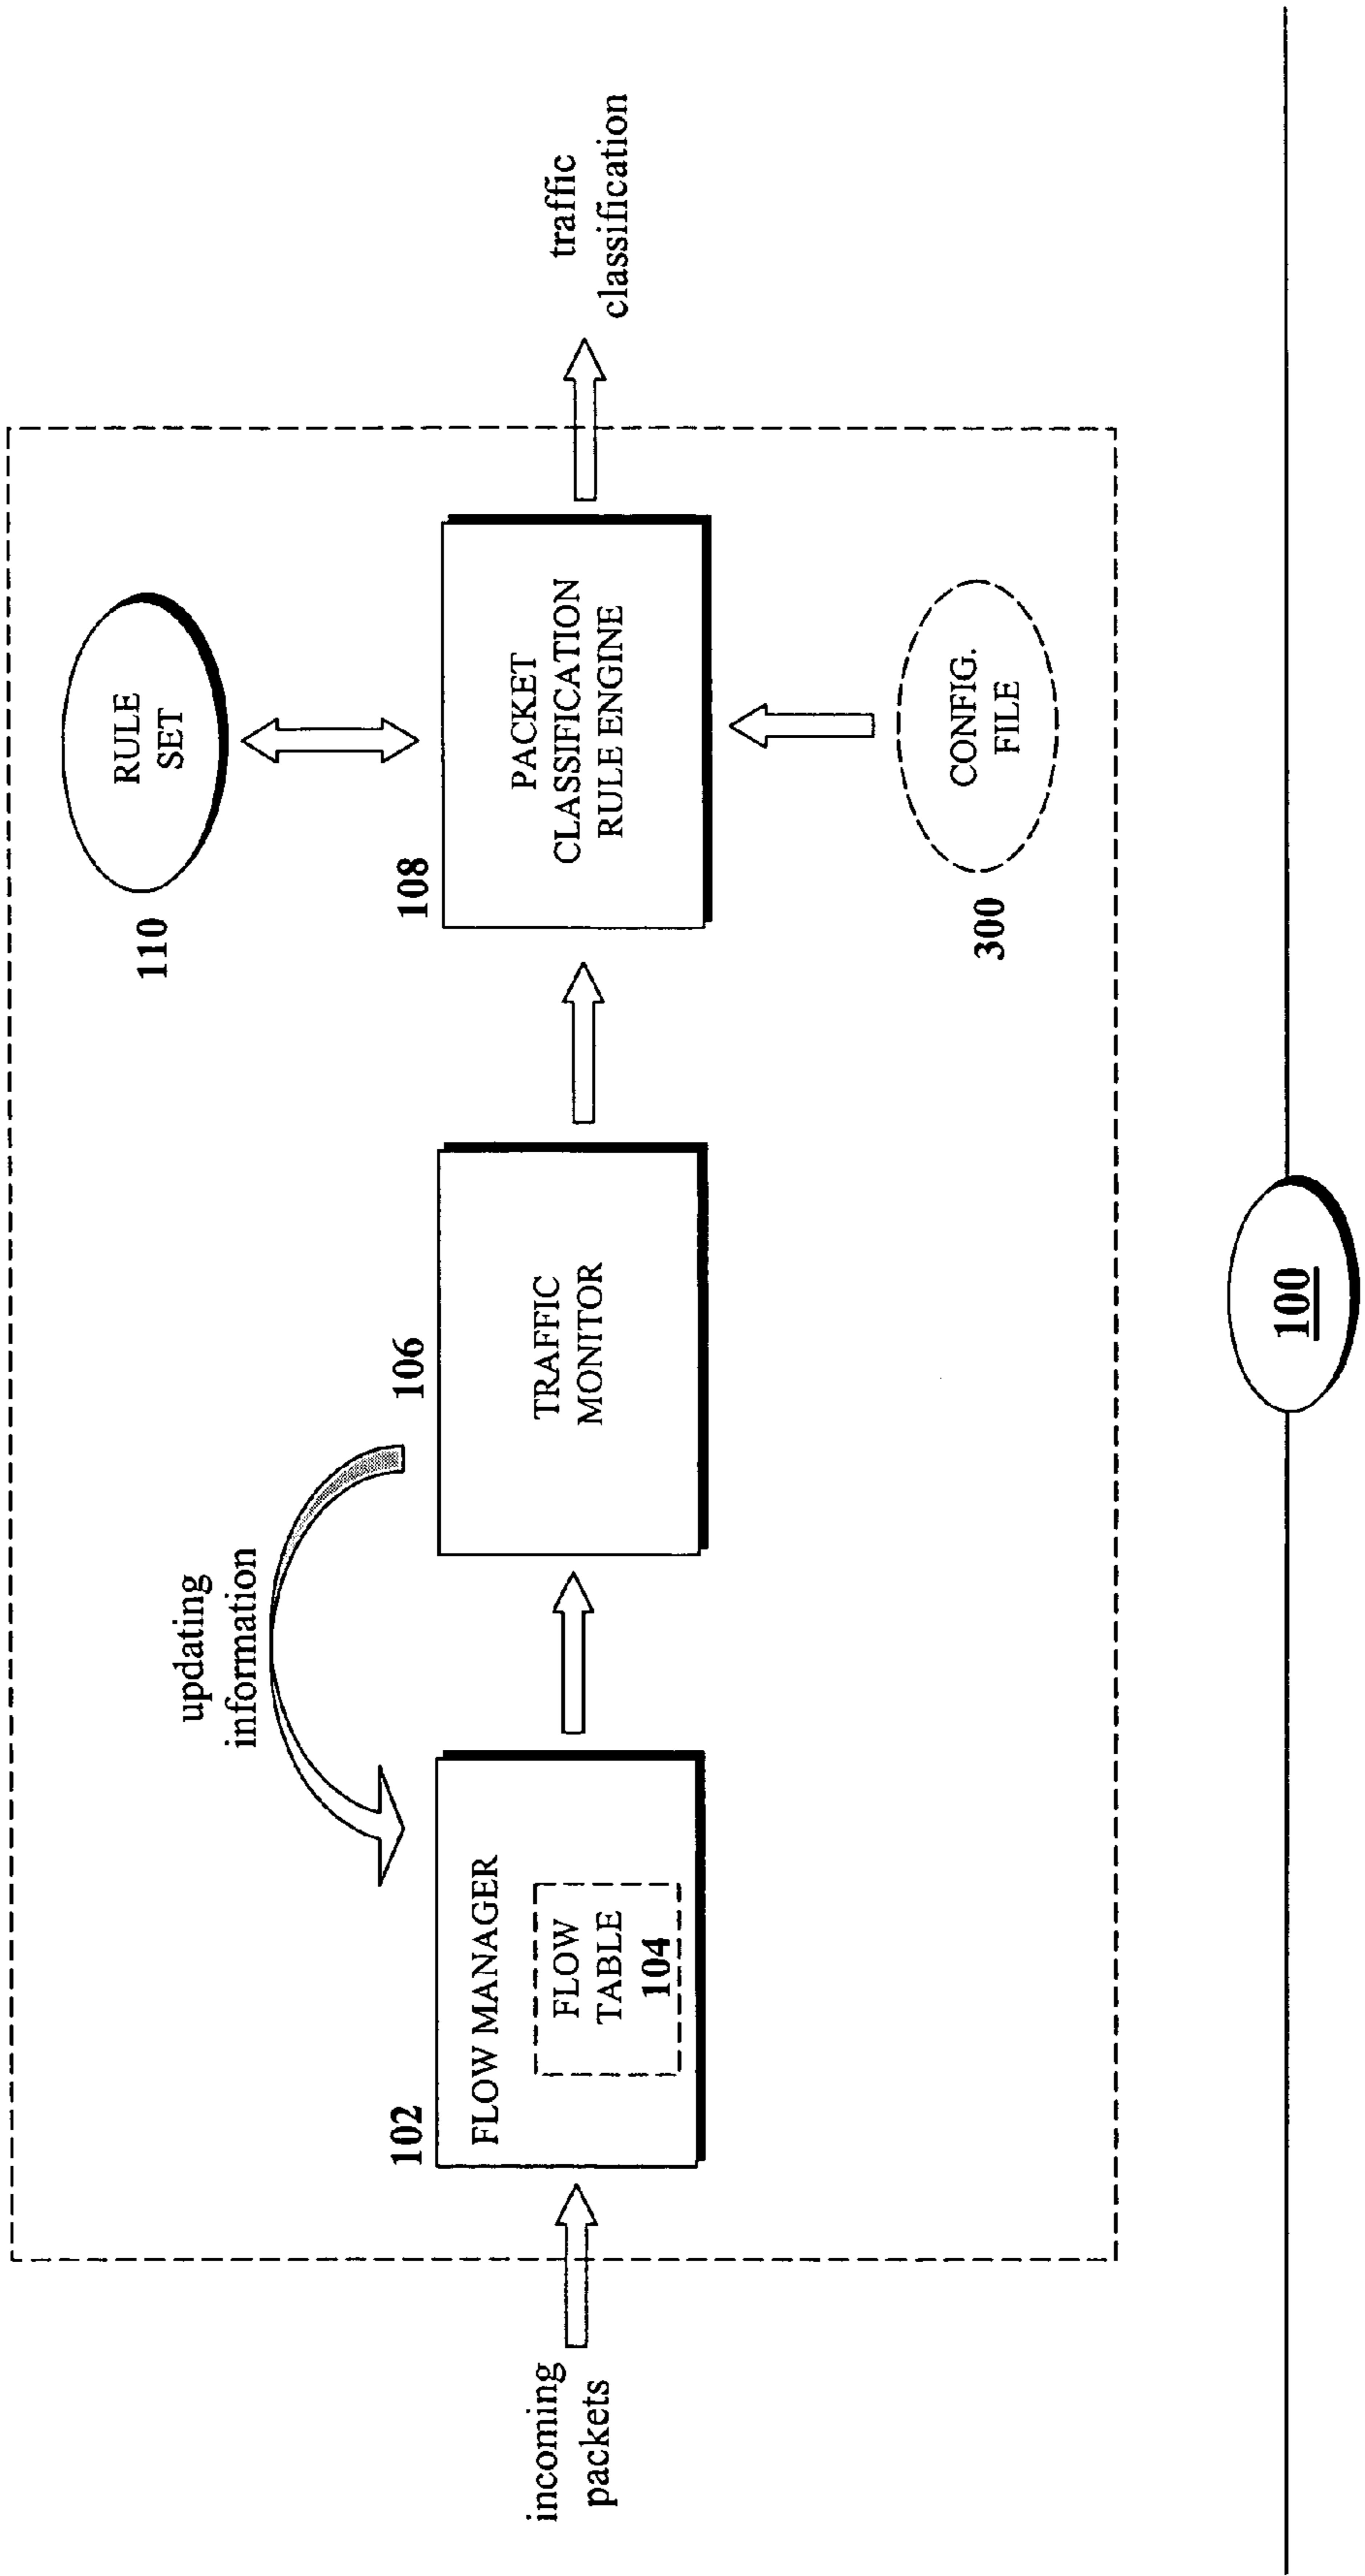 updating
information
110
RULE
SET
102
FLOW MANAGER
FLOW
TABLE
104
106
TRAFFIC
MONITOR
108
PACKET
CLASSIFICATION
RULE ENGINE
incoming
packets
traffic
classification
300
CONFIG.
FILE
100